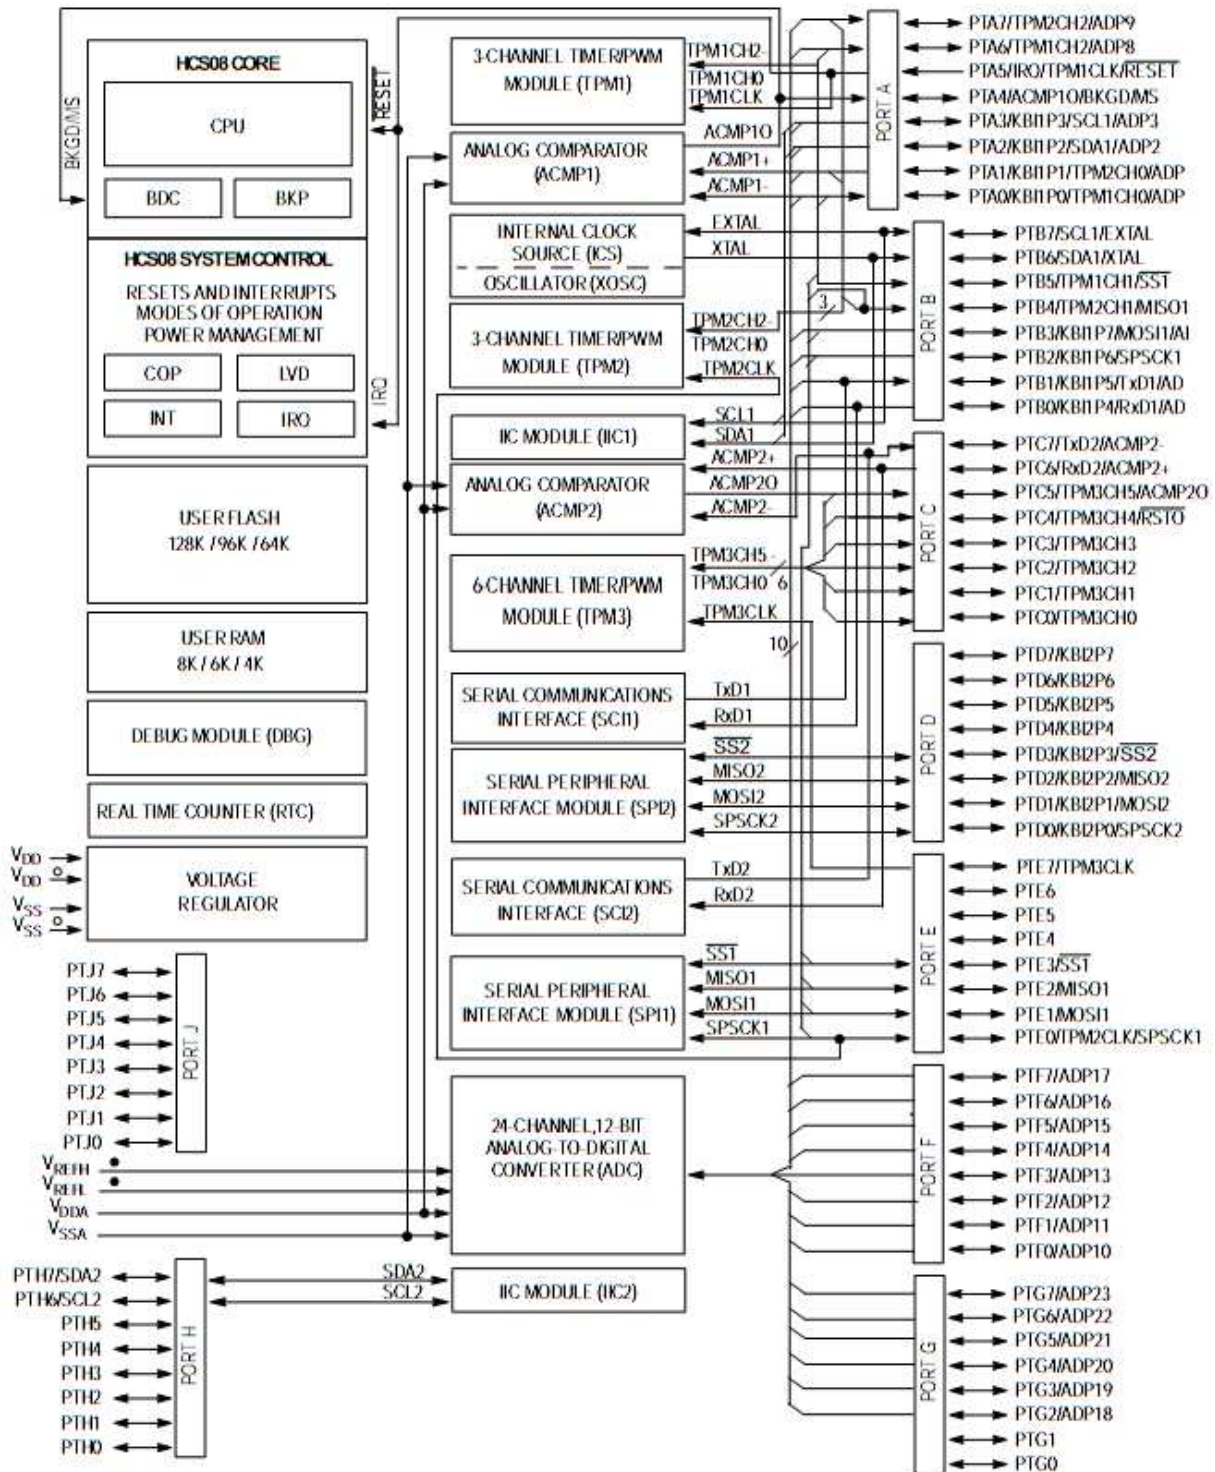 HCS08 CORE
CPU
BDC
BKP
BKGD/MS
RESET
HCS08 SYSTEM CONTROL
RESETS AND INTERRUPTS
MODES OF OPERATION
POWER MANAGEMENT
COP
LVD
INT
IRQ
IRQ
USER FLASH
128K / 96K / 64K
USER RAM
8K / 6K / 4K
DEBUG MODULE (DBG)
REAL TIME COUNTER (RTC)
VOLTAGE
REGULATOR
VDD
VDD
VSS
VSS
PTJ7
PTJ6
PTJ5
PTJ4
PTJ3
PTJ2
PTJ1
PTJ0
PORT J
VREFH
VREFL
VDDA
VSSA
PTH7/SDA2
PTH6/SCL2
PTH5
PTH4
PTH3
PTH2
PTH1
PTH0
PORT H
3-CHANNEL TIMER/PWM
MODULE (TPM1)
TPM1CH2-
TPM1CH0
TPM1CLK
ANALOG COMPARATOR
(ACMP1)
ACMP1O
ACMP1+
ACMP1-
INTERNAL CLOCK
SOURCE (ICS)
OSCILLATOR (XOSC)
EXTAL
XTAL
3-CHANNEL TIMER/PWM
MODULE (TPM2)
TPM2CH2-
TPM2CH0
TPM2CLK
3
IIC MODULE (IIC1)
SCL1
SDA1
ANALOG COMPARATOR
(ACMP2)
ACMP2+
ACMP2O
ACMP2-
6-CHANNEL TIMER/PWM
MODULE (TPM3)
TPM3CH5 -
TPM3CH0
6
TPM3CLK
10
SERIAL COMMUNICATIONS
INTERFACE (SCI1)
TxD1
RxD1
SERIAL PERIPHERAL
INTERFACE MODULE (SPI2)
SS2
MISO2
MOSI2
SPSCK2
SERIAL COMMUNICATIONS
INTERFACE (SCI2)
TxD2
RxD2
SERIAL PERIPHERAL
INTERFACE MODULE (SPI1)
SS1
MISO1
MOSI1
SPSCK1
24-CHANNEL,12-BIT
ANALOG-TO-DIGITAL
CONVERTER (ADC)
IIC MODULE (IIC2)
SDA2
SCL2
PORT A
PTA7/TPM2CH2/ADP9
PTA6/TPM1CH2/ADP8
PTA5/IRQ/TPM1CLK/RESET
PTA4/ACMP1O/BKGD/MS
PTA3/KBI1P3/SCL1/ADP3
PTA2/KBI1P2/SDA1/ADP2
PTA1/KBI1P1/TPM2CH0/ADP
PTA0/KBI1P0/TPM1CH0/ADP
PORT B
PTB7/SCL1/EXTAL
PTB6/SDA1/XTAL
PTB5/TPM1CH1/SS1
PTB4/TPM2CH1/MISO1
PTB3/KBI1P7/MOSI1/AI
PTB2/KBI1P6/SPSCK1
PTB1/KBI1P5/TxD1/AD
PTB0/KBI1P4/RxD1/AD
PORT C
PTC7/TxD2/ACMP2-
PTC6/RxD2/ACMP2+
PTC5/TPM3CH5/ACMP2O
PTC4/TPM3CH4/RSTO
PTC3/TPM3CH3
PTC2/TPM3CH2
PTC1/TPM3CH1
PTC0/TPM3CH0
PORT D
PTD7/KBI2P7
PTD6/KBI2P6
PTD5/KBI2P5
PTD4/KBI2P4
PTD3/KBI2P3/SS2
PTD2/KBI2P2/MISO2
PTD1/KBI2P1/MOSI2
PTD0/KBI2P0/SPSCK2
PORT E
PTE7/TPM3CLK
PTE6
PTE5
PTE4
PTE3/SS1
PTE2/MISO1
PTE1/MOSI1
PTE0/TPM2CLK/SPSCK1
PORT F
PTF7/ADP17
PTF6/ADP16
PTF5/ADP15
PTF4/ADP14
PTF3/ADP13
PTF2/ADP12
PTF1/ADP11
PTF0/ADP10
PORT G
PTG7/ADP23
PTG6/ADP22
PTG5/ADP21
PTG4/ADP20
PTG3/ADP19
PTG2/ADP18
PTG1
PTG0